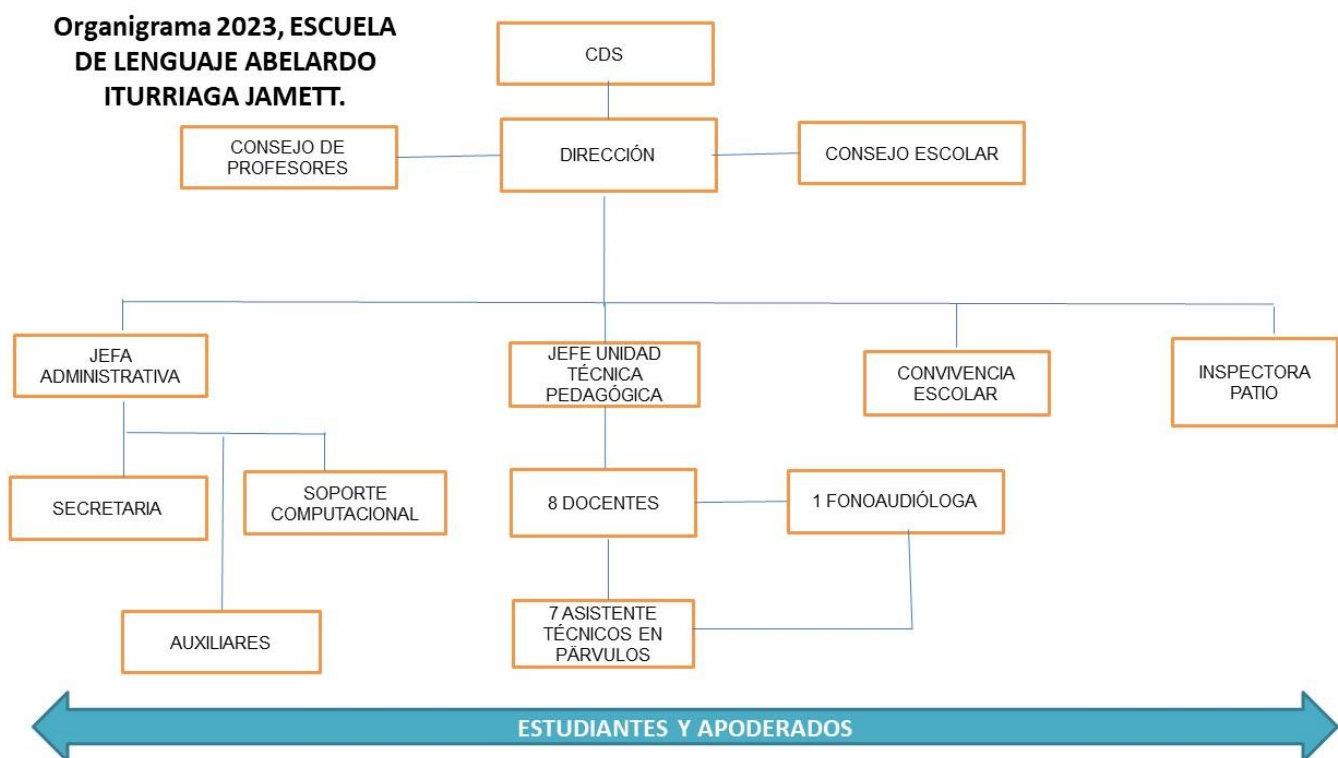 Organigrama 2023, ESCUELA
DE LENGUAJE ABELARDO
ITURRIAGA JAMETT.
CDS
CONSEJO DE
PROFESORES
DIRECCIÓN
CONSEJO ESCOLAR
JEFA
ADMINISTRATIVA
JEFE UNIDAD
TÉCNICA
PEDAGÓGICA
CONVIVENCIA
ESCOLAR
INSPECTORA
PATIO
SECRETARIA
SOPORTE
COMPUTACIONAL
8 DOCENTES
1 FONOAUDIÓLOGA
AUXILIARES
7 ASISTENTE
TÉCNICOS EN
PÄRVULOS
ESTUDIANTES Y APODERADOS